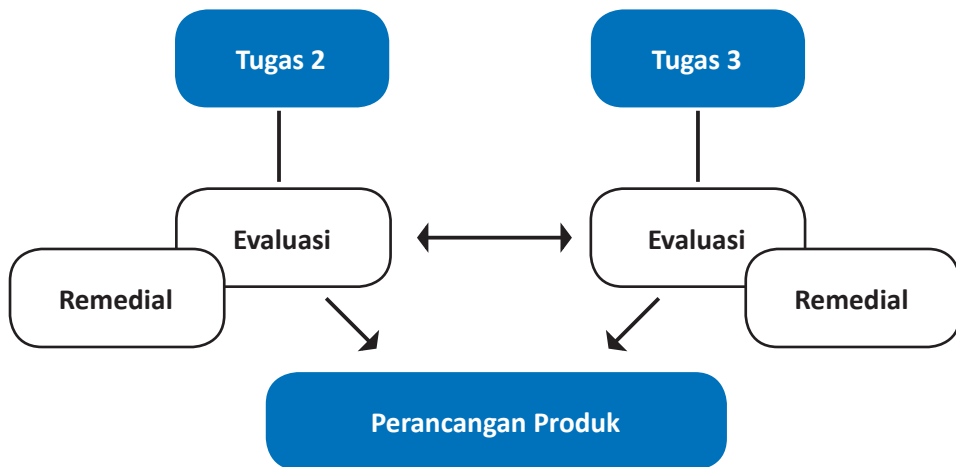 Tugas 2
Tugas 3
Evaluasi
Evaluasi
Remedial
Remedial
Perancangan Produk